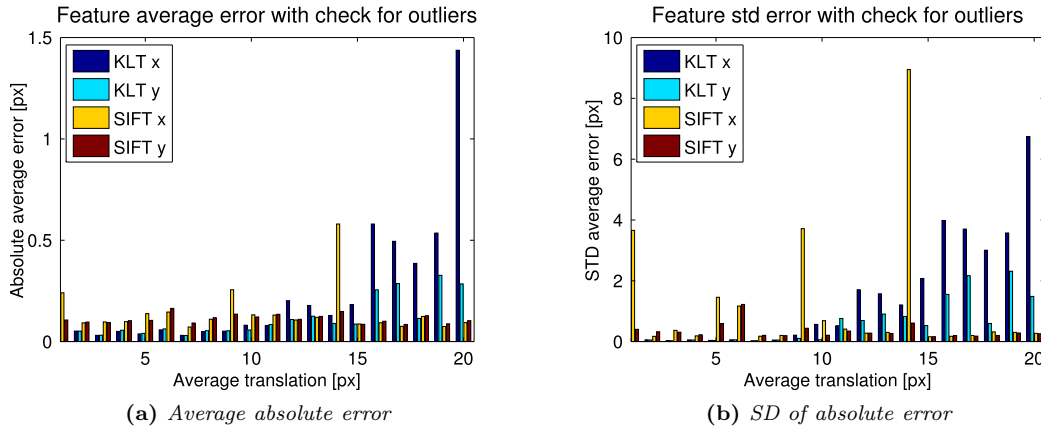 Feature average error with check for outliers
1.5
1
0.5
0
Absolute average error [px]
KLT x
KLT y
SIFT x
SIFT y
5 10 15 20
Average translation [px]
(a) Average absolute error
Feature std error with check for outliers
10
8
6
4
2
0
STD average error [px]
KLT x
KLT y
SIFT x
SIFT y
5 10 15 20
Average translation [px]
(b) SD of absolute error